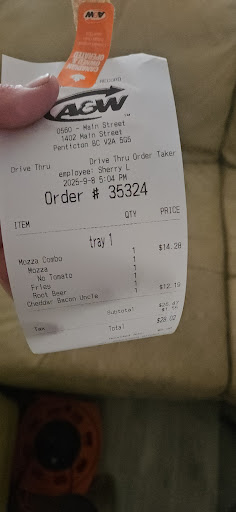 A&W
A&W
0560 - Main Street
1402 Main Street
Penticton BC V2A 5G5
Drive Thru Drive Thru Order Taker
employee: Sherry L
2025-9-8 5:04 PM
Order # 35324
ITEM QTY PRICE
tray 1
Mozza Combo 1 $14.28
Mozza 1
No Tomato 1
Fries 1
Root Beer 1
Cheddar Bacon Uncle 1 $12.19
Subtotal
Tax
Total